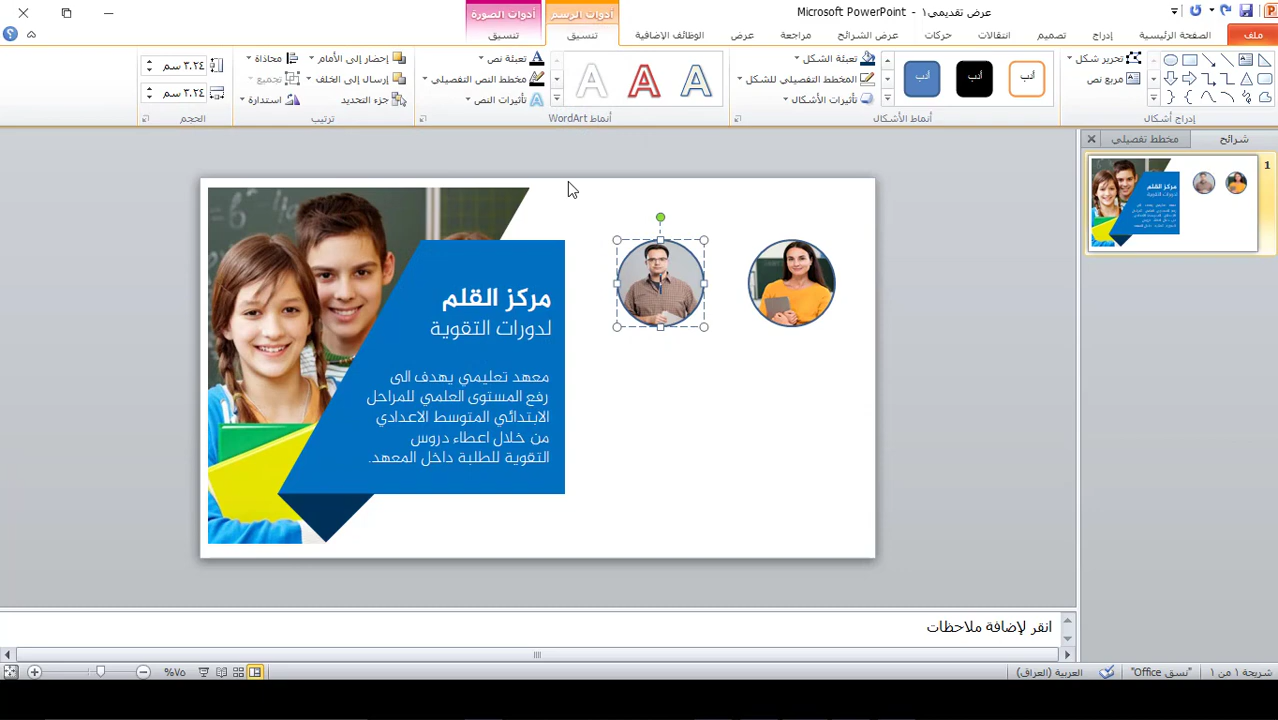 عرض تقديمي١ - Microsoft PowerPoint
أدوات الرسم
أدوات الصورة
ملف
الصفحة الرئيسية
إدراج
تصميم
انتقالات
حركات
عرض الشرائح
مراجعة
عرض
الوظائف الإضافية
تنسيق
تنسيق
تحرير شكل
مربع نص
إدراج أشكال
أنب
أنب
أنب
تعبئة الشكل
المخطط التفصيلي للشكل
تأثيرات الأشكال
أنماط الأشكال
A
A
A
تعبئة نص
مخطط النص التفصيلي
تأثيرات النص
أنماط WordArt
إحضار إلى الأمام
إرسال إلى الخلف
جزء التحديد
محاذاة
تجميع
استدارة
ترتيب
٣.٢٤ سم
٣.٢٤ سم
الحجم
شرائح
مخطط تفصيلي
1
مركز القلم
لدورات التقوية
معهد تعليمي يهدف الى
رفع المستوى العلمي للمراحل
الابتدائي المتوسط الاعدادي
من خلال اعطاء دروس
التقوية للطلبة داخل المعهد.
انقر لإضافة ملاحظات
شريحة ١ من ١
"نسق Office"
العربية (العراق)
٧٥%